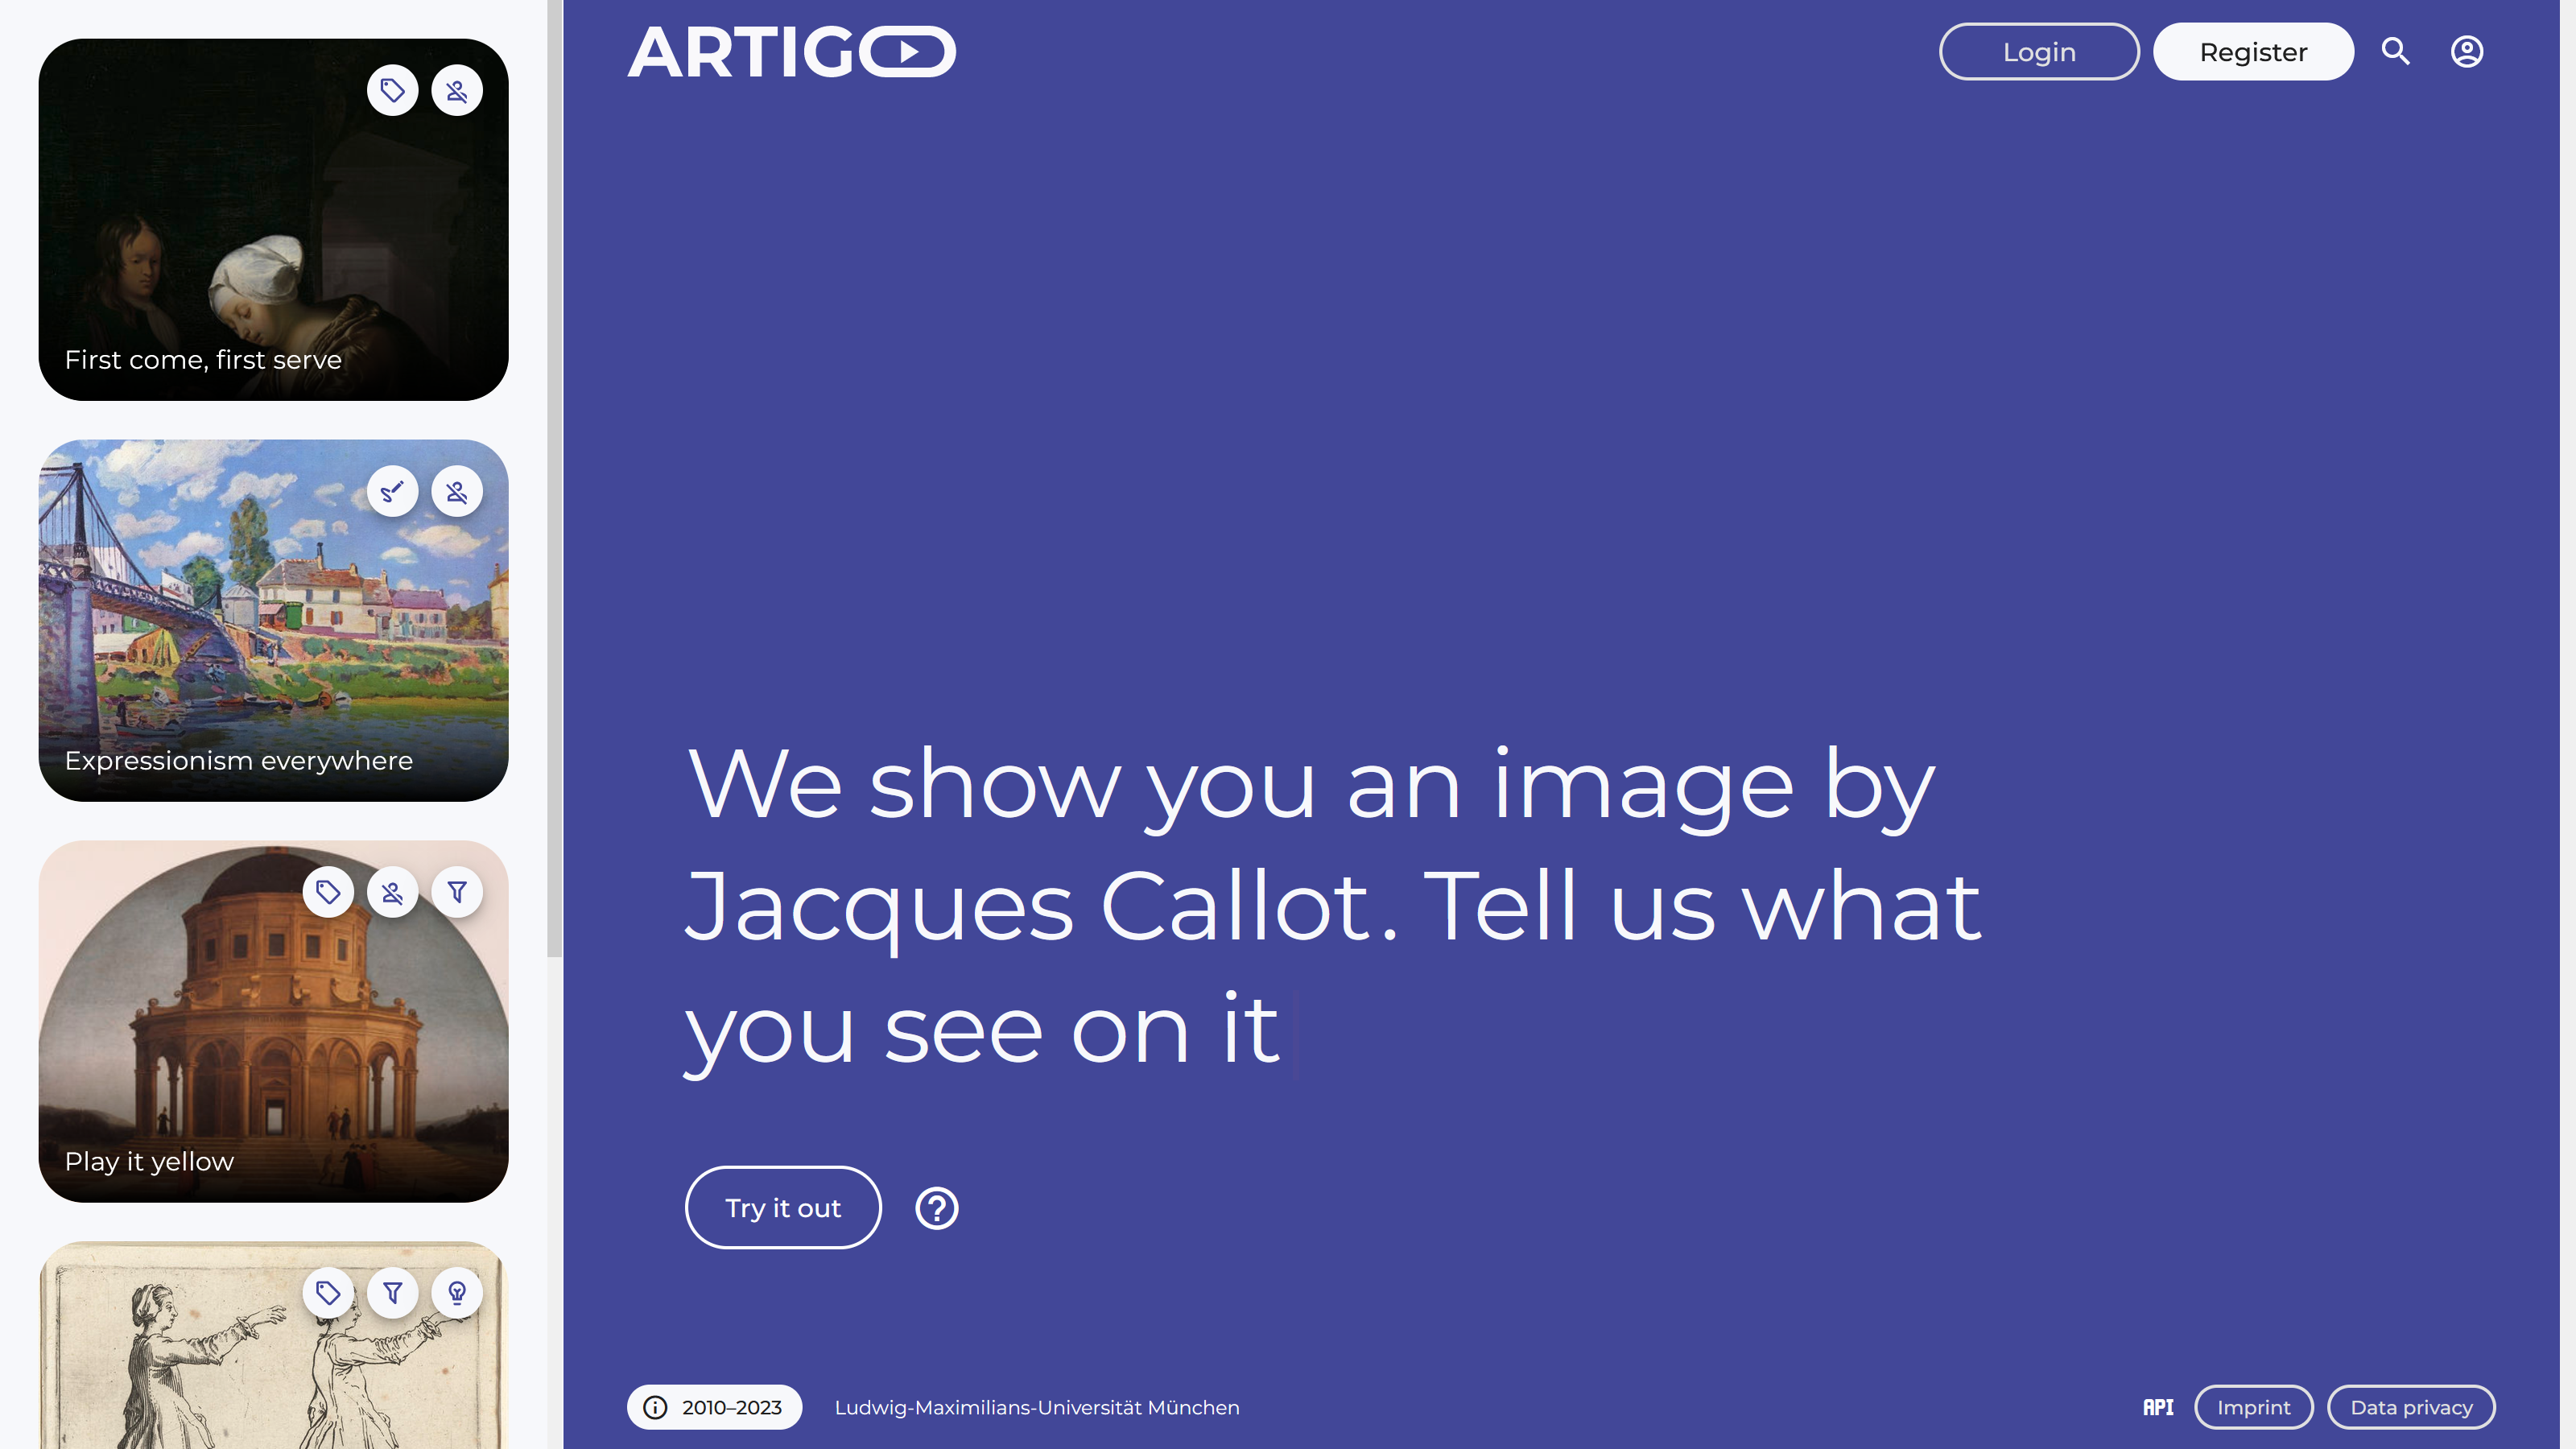 First come, first serve
Expressionism everywhere
Play it yellow
ARTIGO
Login
Register
We show you an image by
Jacques Callot. Tell us what
you see on it
Try it out
2010–2023
Ludwig-Maximilians-Universität München
API
Imprint
Data privacy